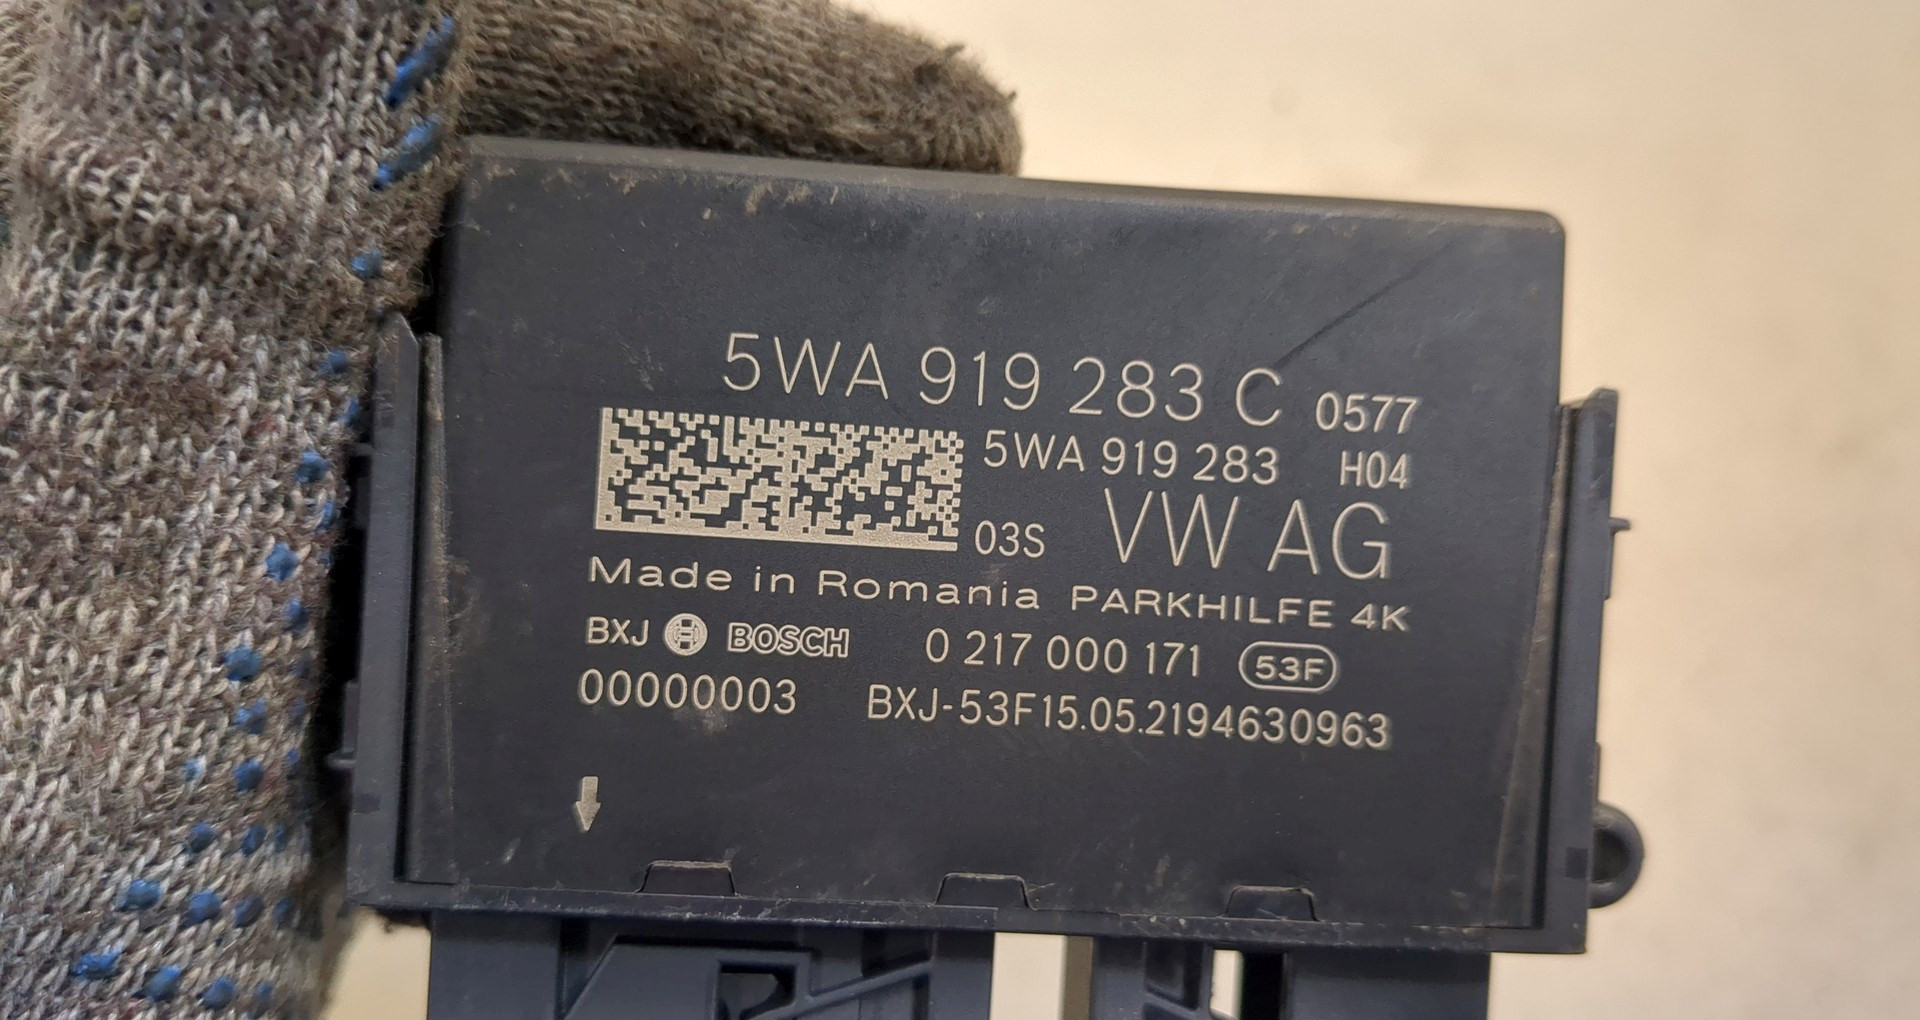 5WA 919 283 C 0577
5WA 919 283 H04
03S VW AG
Made in Romania PARKHILFE 4K
BXJ BOSCH 0 217 000 171 53F
00000003 BXJ-53F15.05.2194630963